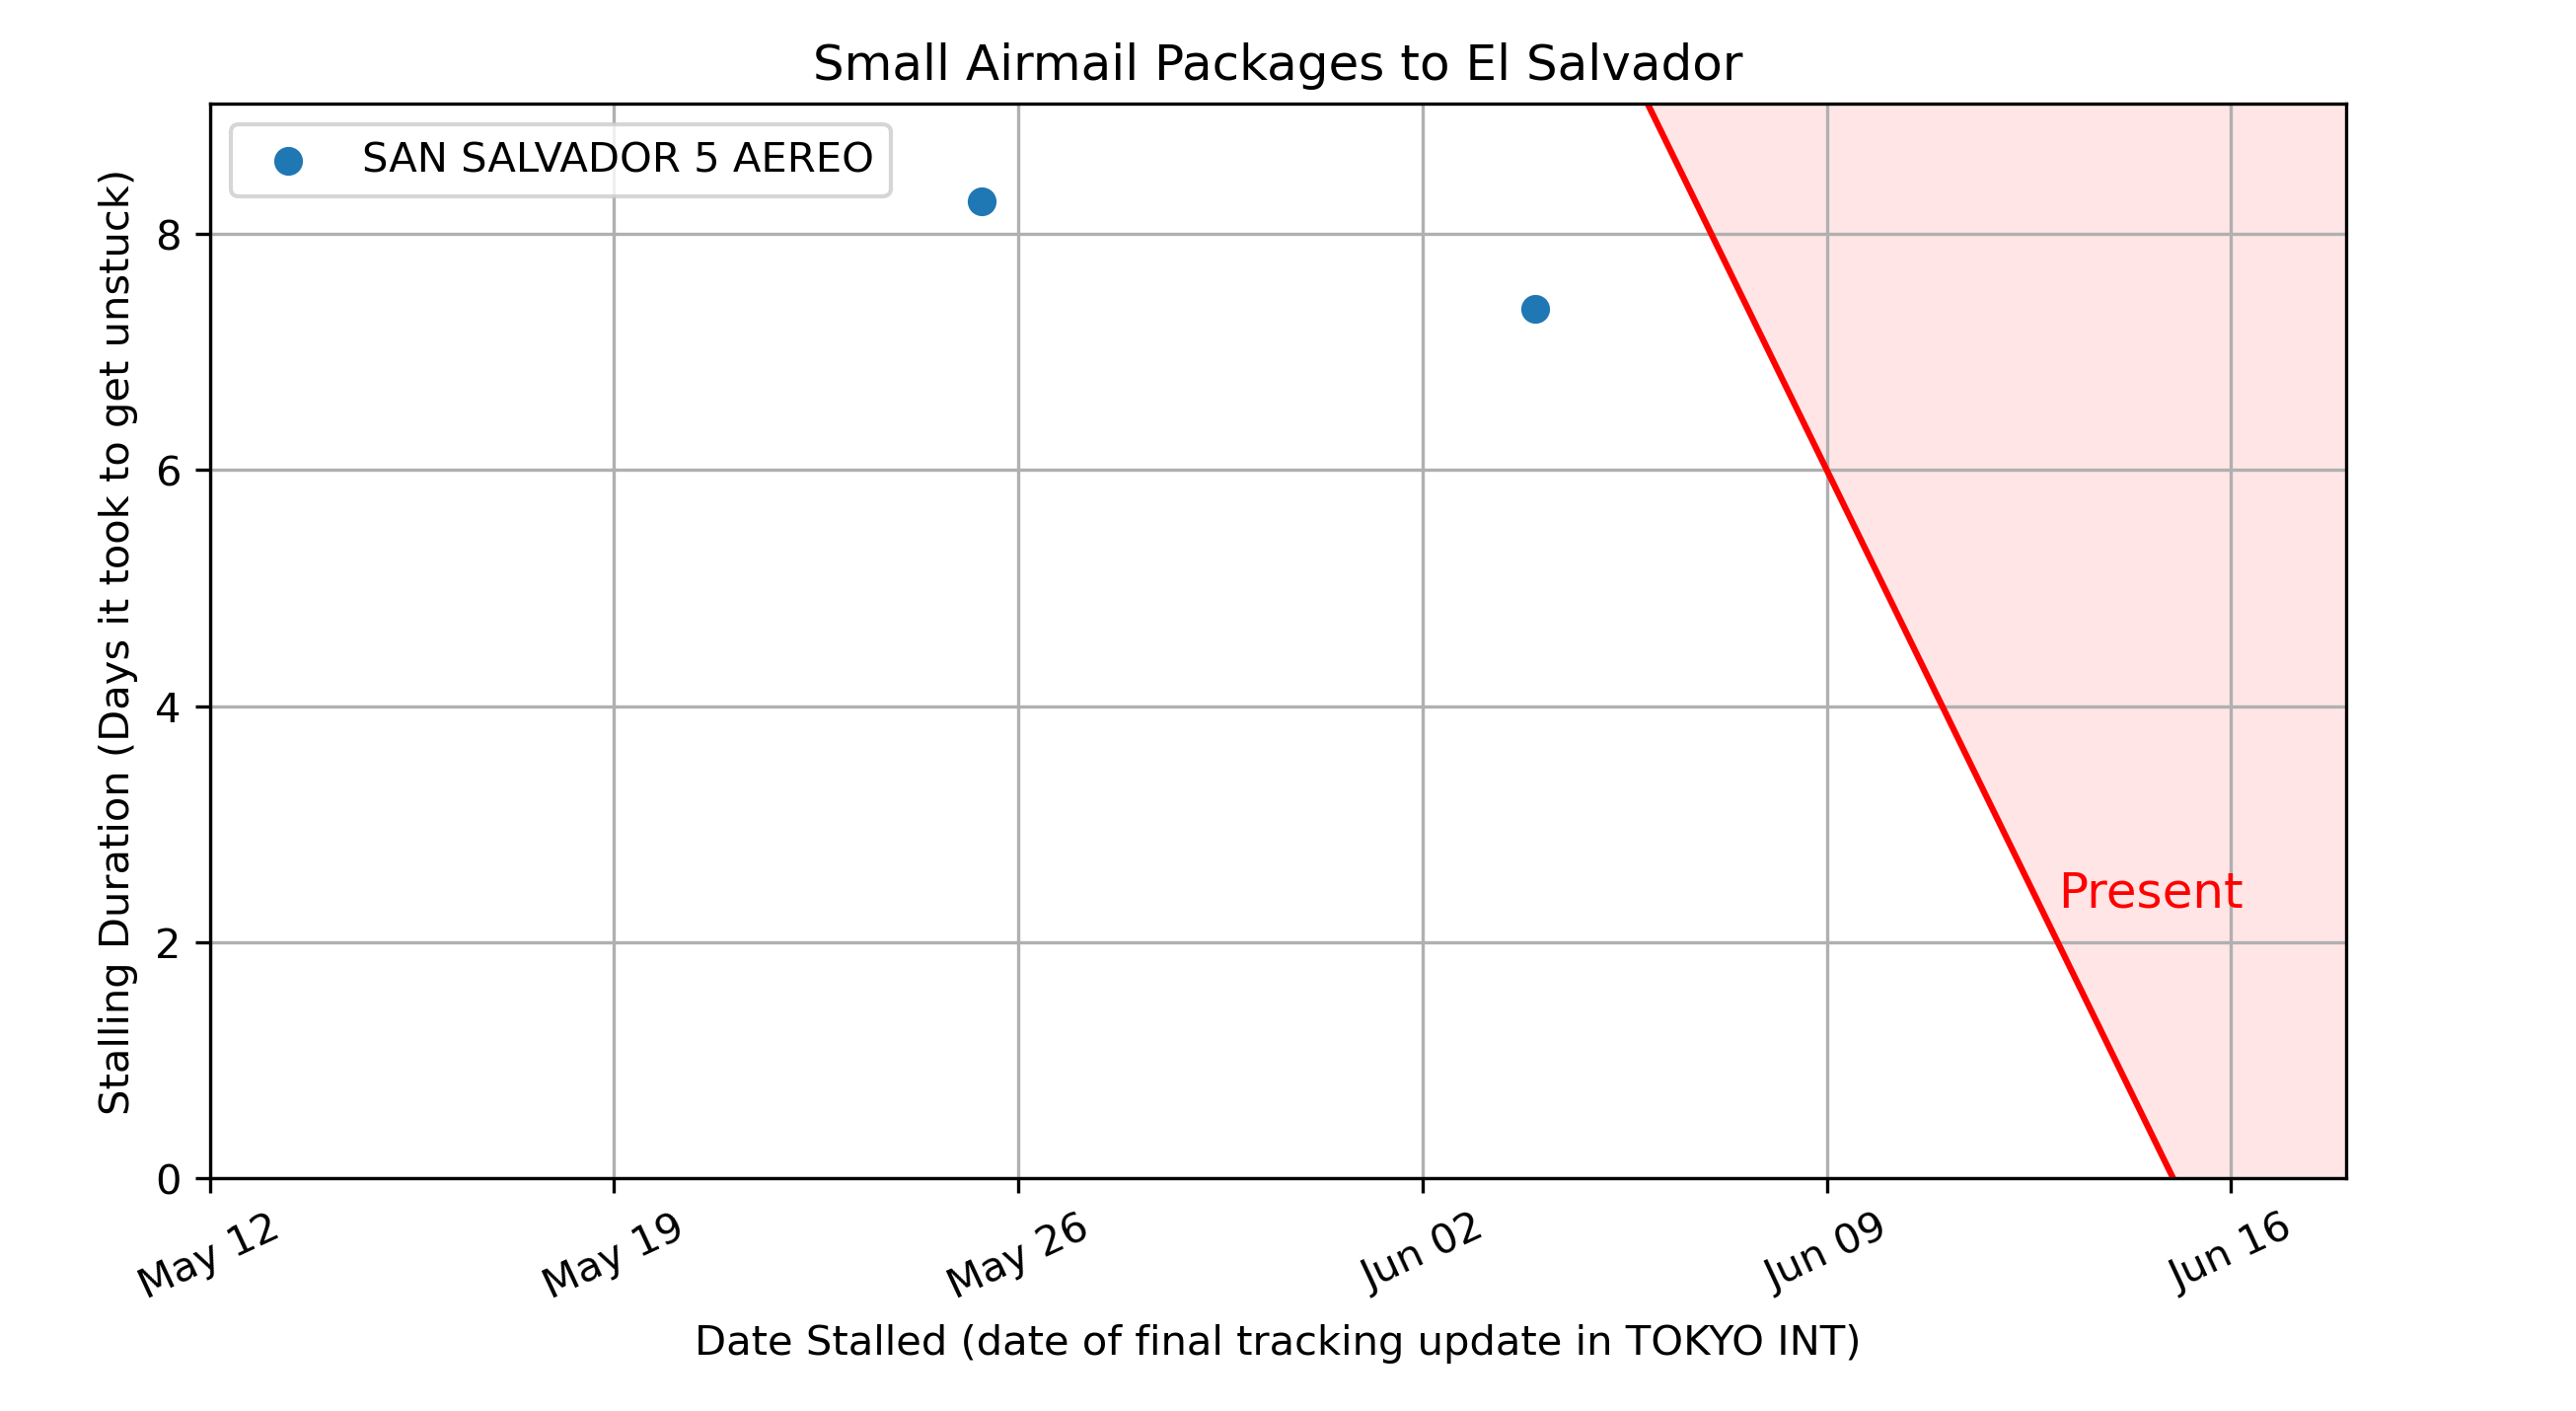 Small Airmail Packages to El Salvador
SAN SALVADOR 5 AEREO
Stalling Duration (Days it took to get unstuck)
8
6
4
2
0
Present
May 12
May 19
May 26
Jun 02
Jun 09
Jun 16
Date Stalled (date of final tracking update in TOKYO INT)